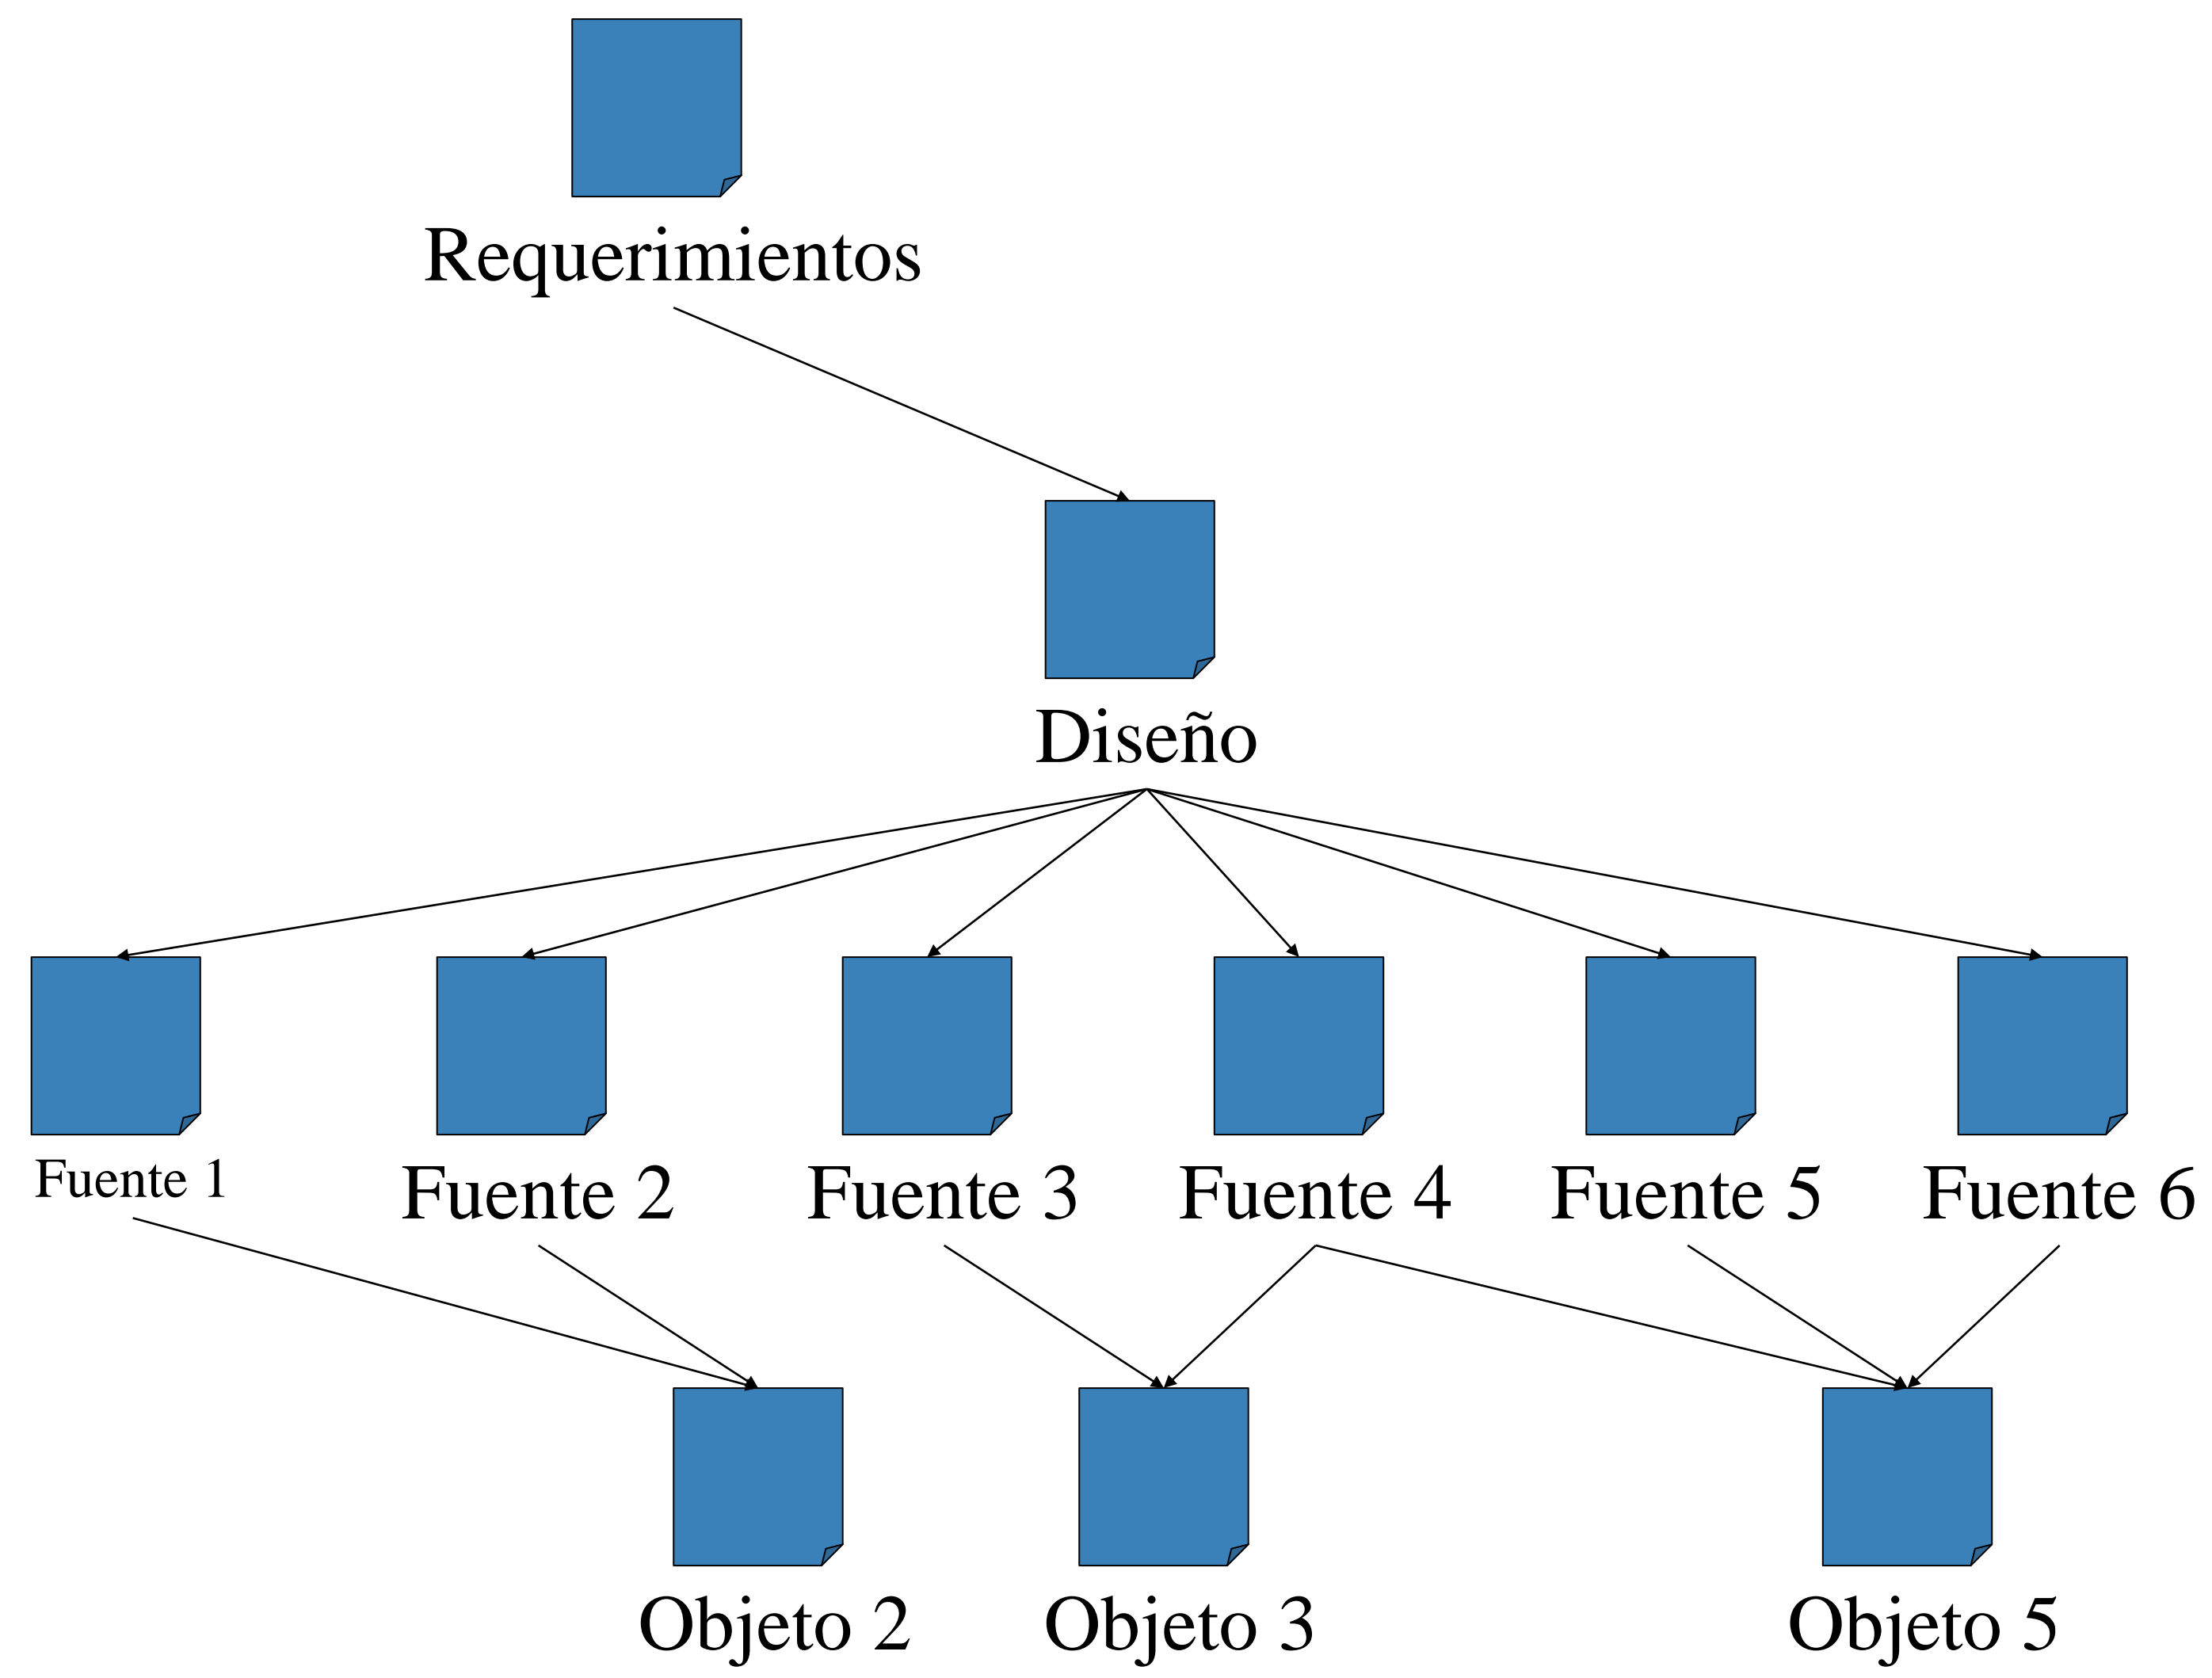 Requerimientos
Diseño
Fuente 1
Fuente 2
Fuente 3
Fuente 4
Fuente 5
Fuente 6
Objeto 2
Objeto 3
Objeto 5